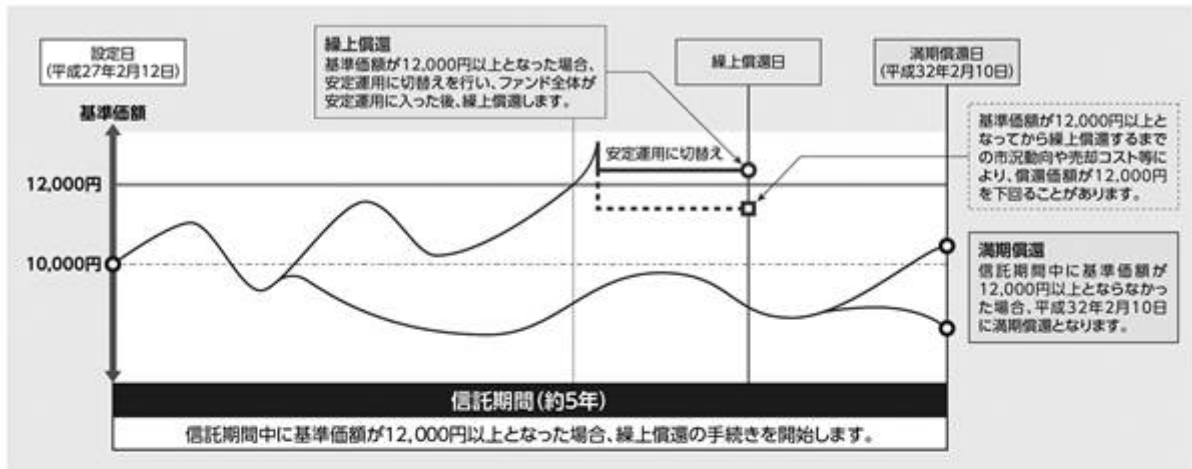 設定日
(平成27年2月12日)
繰上償還
基準価額が12,000円以上となった場合、
安定運用に切替えを行い、ファンド全体が
安定運用に入った後、繰上償還します。
繰上償還日
満期償還日
(平成32年2月10日)
基準価額
基準価額が12,000円以上と
なってから繰上償還するまで
の市況動向や売却コスト等に
より、償還価額が12,000円
を下回ることがあります。
安定運用に切替え
12,000円
10,000円
満期償還
信託期間中に基準価額が
12,000円以上とならなかっ
た場合、平成32年2月10日
に満期償還となります。
信託期間(約5年)
信託期間中に基準価額が12,000円以上となった場合、繰上償還の手続きを開始します。